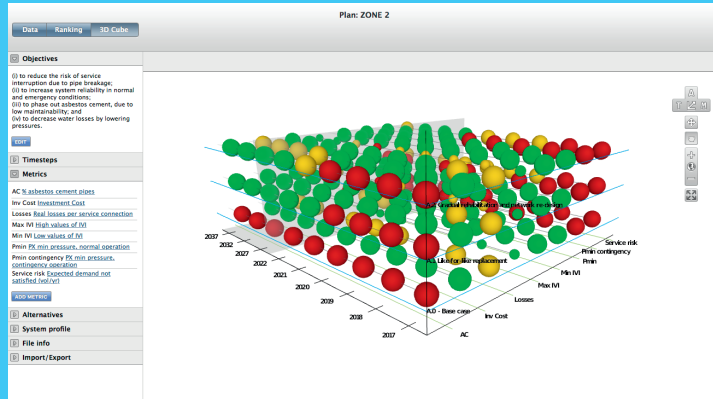 Plan: ZONE 2
Data
Ranking
3D Cube
Objectives
(i) to reduce the risk of service
interruption due to pipe breakage;
(ii) to increase system reliability in normal
and emergency conditions;
(iii) to phase out asbestos cement, due to
low maintainability; and
(iv) to decrease water losses by lowering
pressures.
EDIT
Timesteps
Metrics
AC % asbestos cement pipes
Inv Cost Investment Cost
Losses Real losses per service connection
Max IVI High values of IVI
Min IVI Low values of IVI
Pmin PX min pressure, normal operation
Pmin contingency PX min pressure,
contingency operation
Service risk Expected demand not
satisfied (vol/yr)
ADD METRIC
Alternatives
System profile
File info
Import/Export
A
T
M
A.2 Gradual rehabilitation and network re-design
A.1 Like for like replacement
A.0 - Base case
2037
2032
2027
2022
2021
2020
2019
2018
2017
Service risk
Pmin contingency
Pmin
Min IVI
Max IVI
Losses
Inv Cost
AC